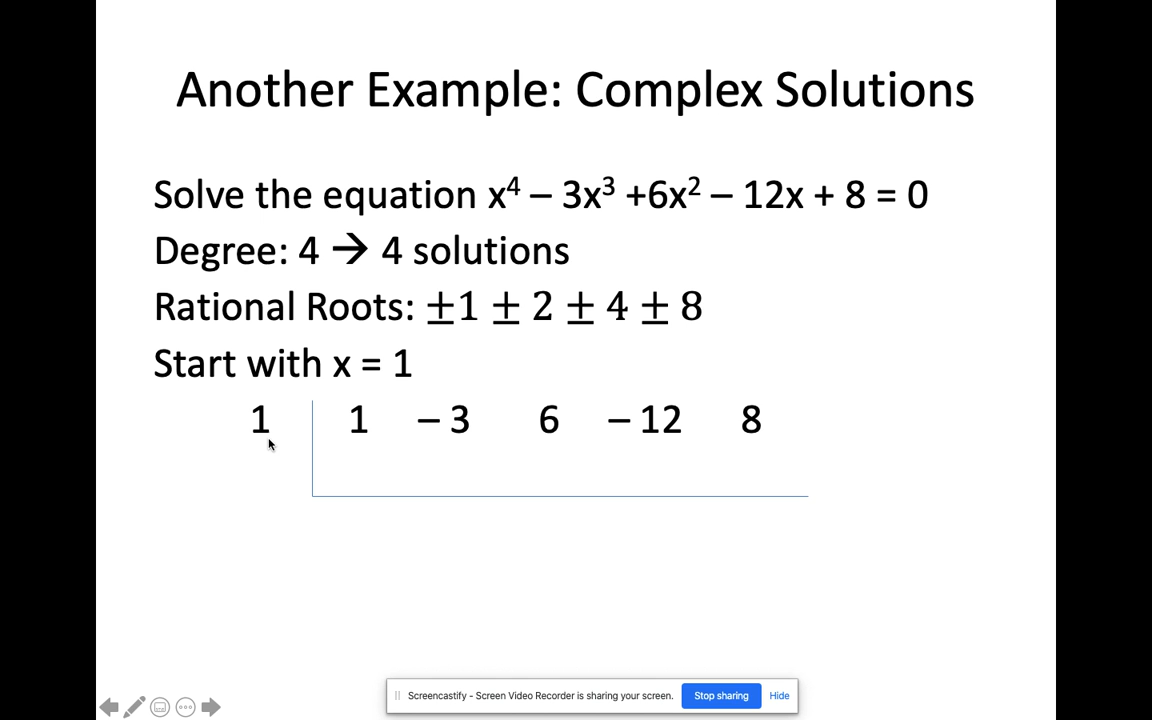 Another Example: Complex Solutions
Solve the equation x⁴ – 3x³ +6x² – 12x + 8 = 0
Degree: 4 → 4 solutions
Rational Roots: ±1 ± 2 ± 4 ± 8
Start with x = 1
1 1 – 3 6 – 12 8
Screencastify - Screen Video Recorder is sharing your screen. Stop sharing Hide